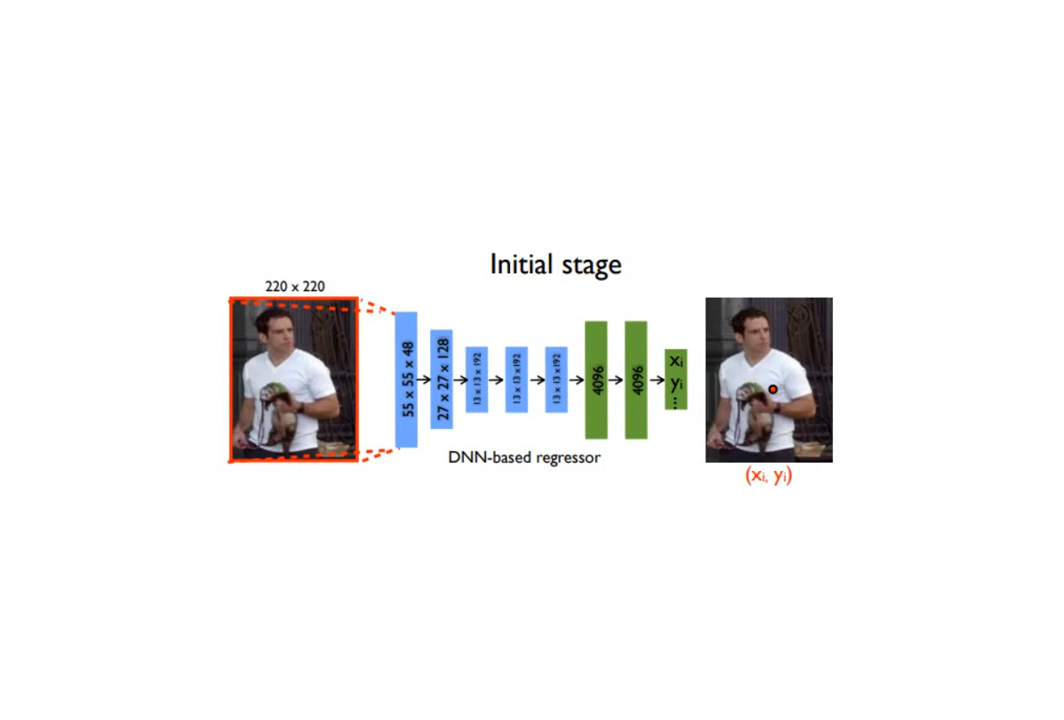 Initial stage
220 x 220
55 x 55 x 48
27 x 27 x 128
13 x 13 x 192
13 x 13 x 192
13 x 13 x 192
4096
4096
xi
yi
⋮
DNN-based regressor
(xi, yi)